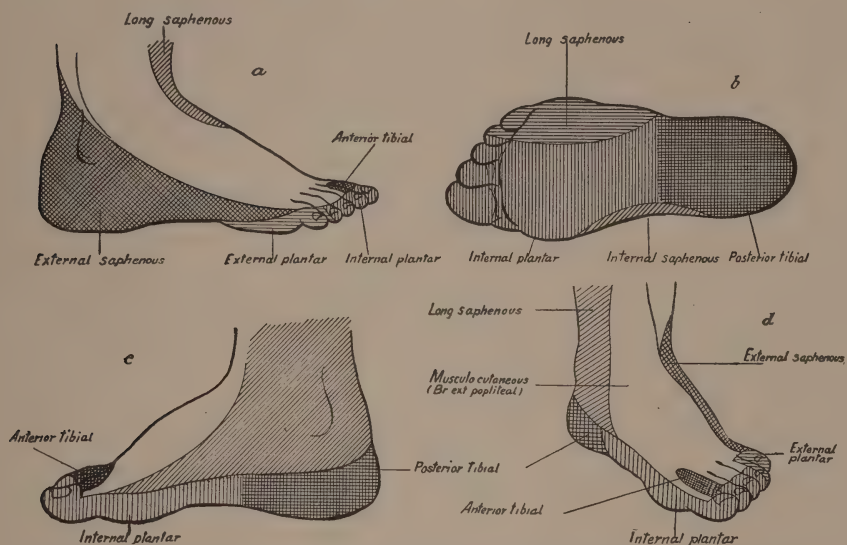 Long saphenous
a
Anterior tibial
External saphenous
External plantar
Internal plantar
Long saphenous
b
Internal plantar
Internal saphenous
Posterior tibial
c
Anterior tibial
Internal plantar
Posterior tibial
Long saphenous
d
External saphenous
Musculo cutaneous
(Br ext popliteal)
External
plantar
Anterior tibial
Internal plantar